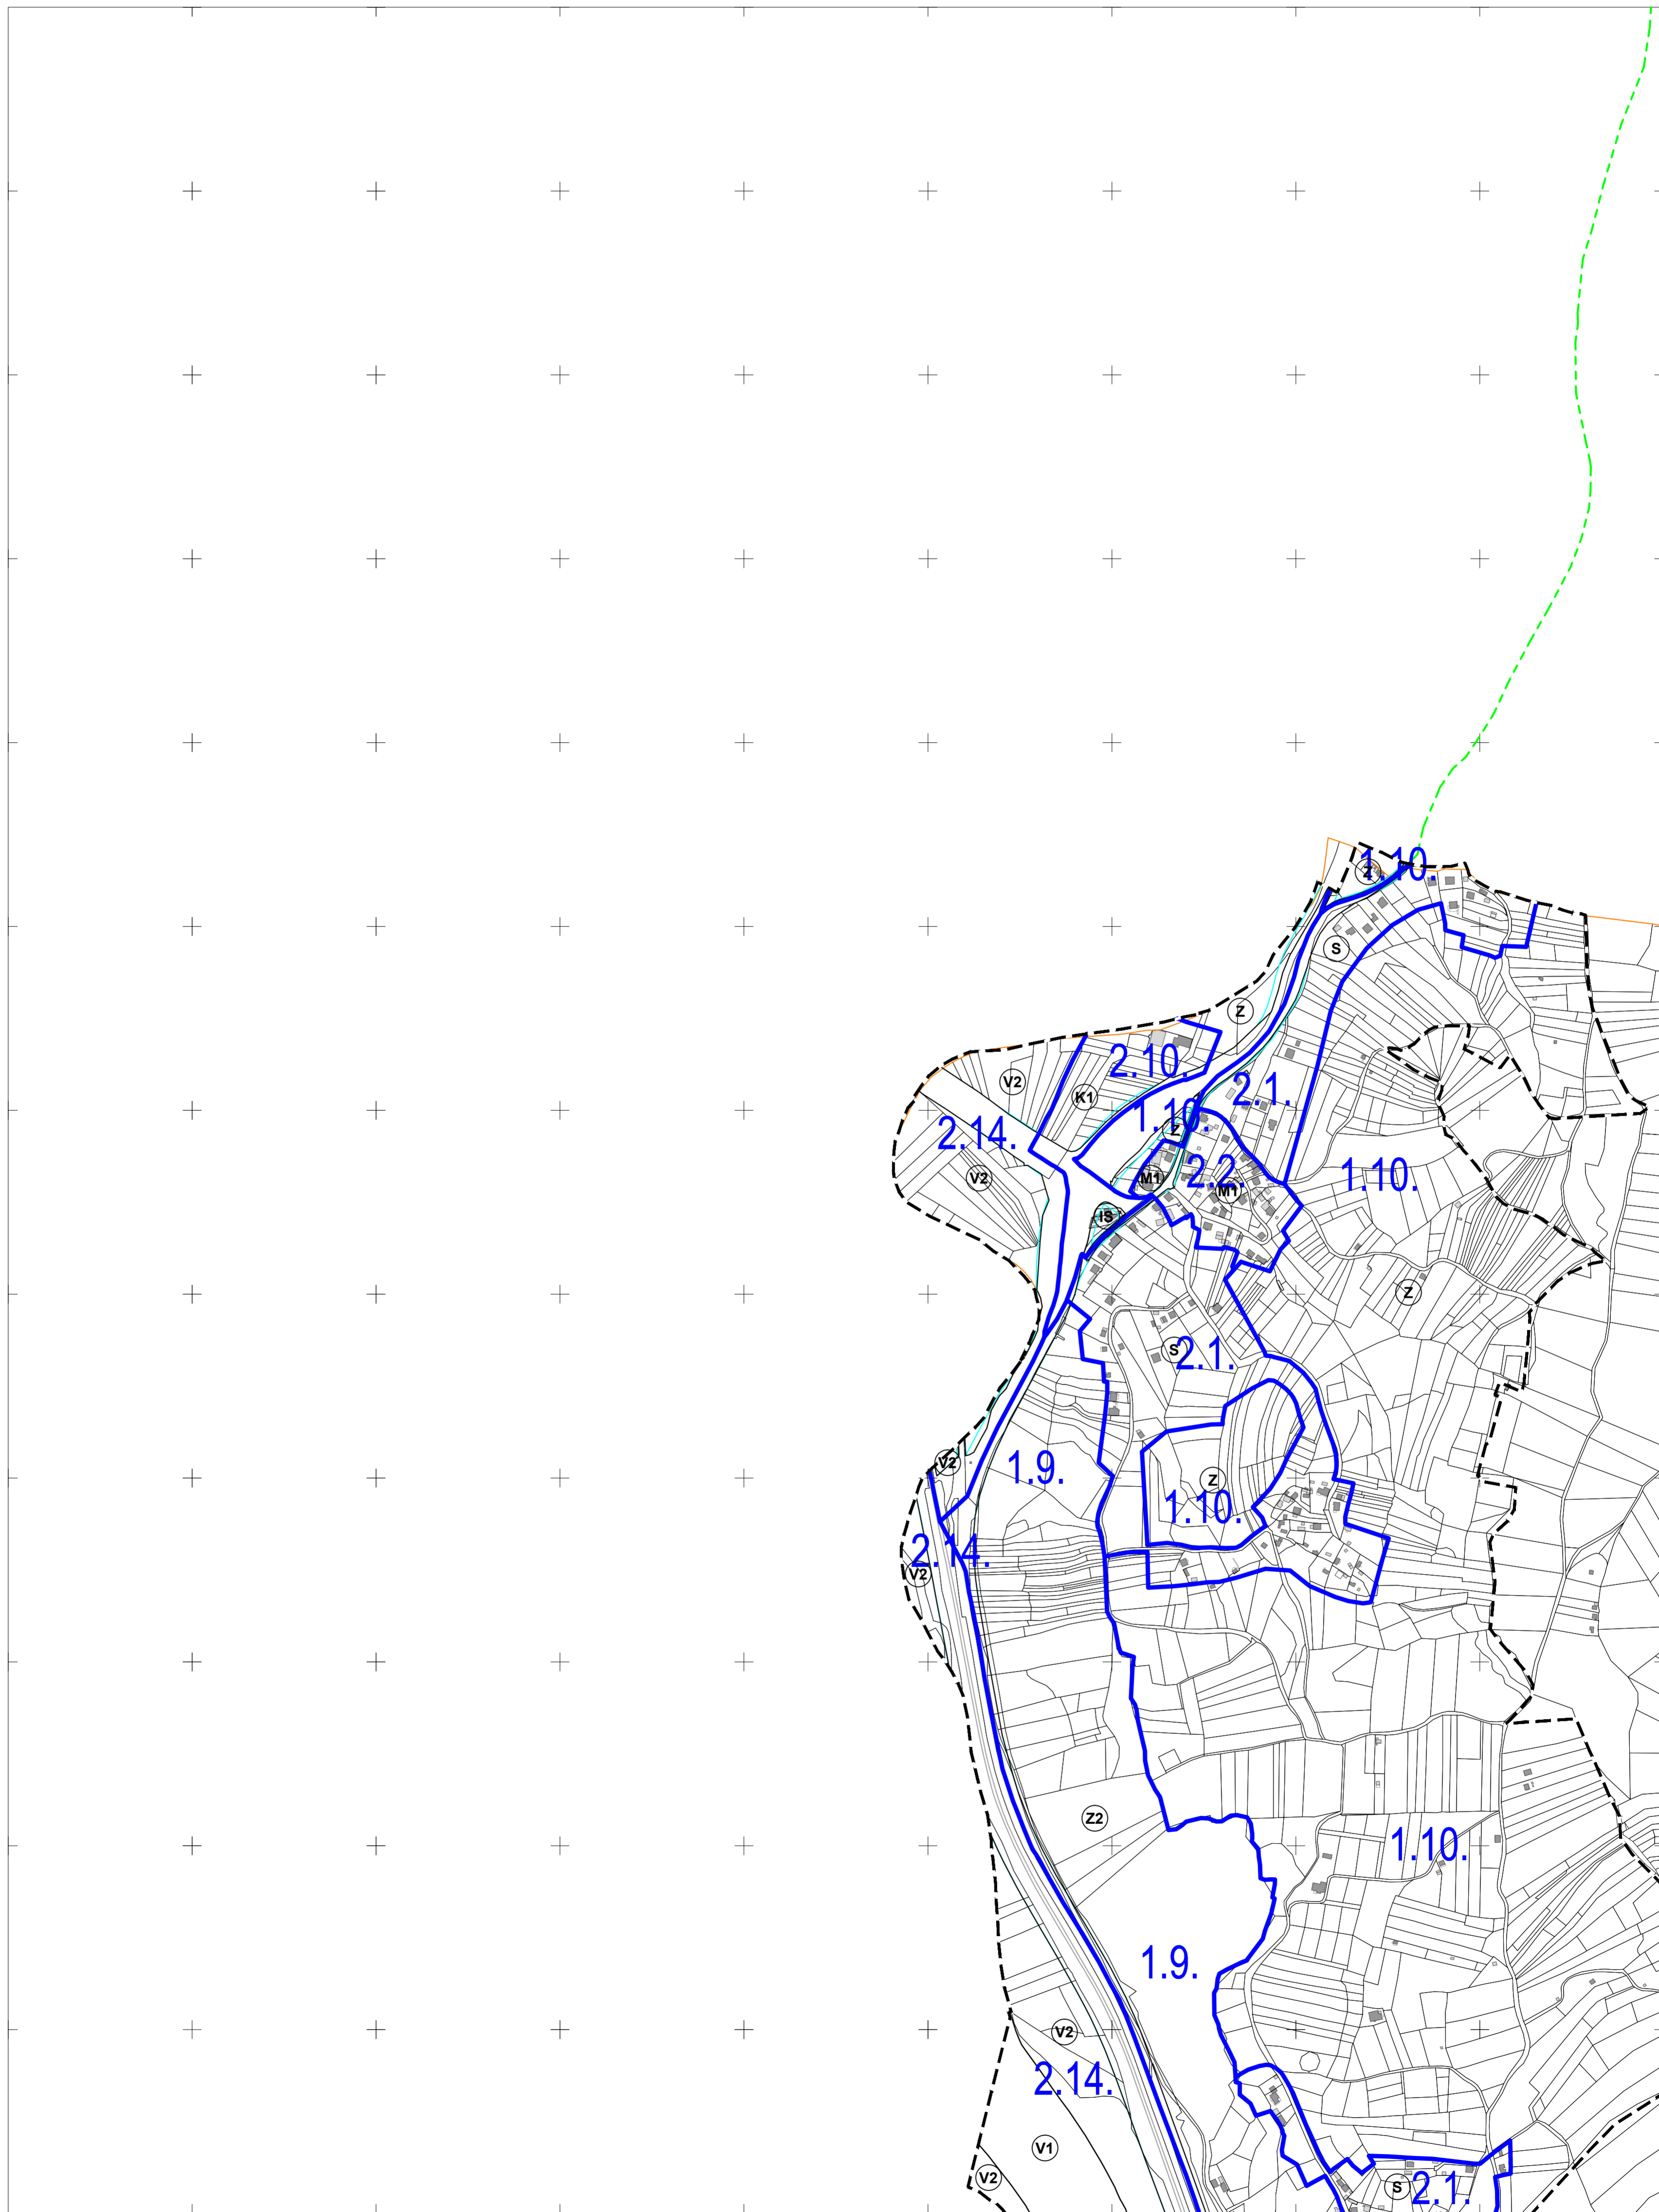 1.10.
Z
S
Z
2.10.
V2
K1
2.1.
1.10.
2.14.
Z
V2
M1
2.2.
M1
1.10.
IS
Z
S
2.1.
V2
1.9.
Z
1.10.
2.14.
V2
Z2
1.10.
1.9.
V2
2.14.
V1
V2
S
2.1.